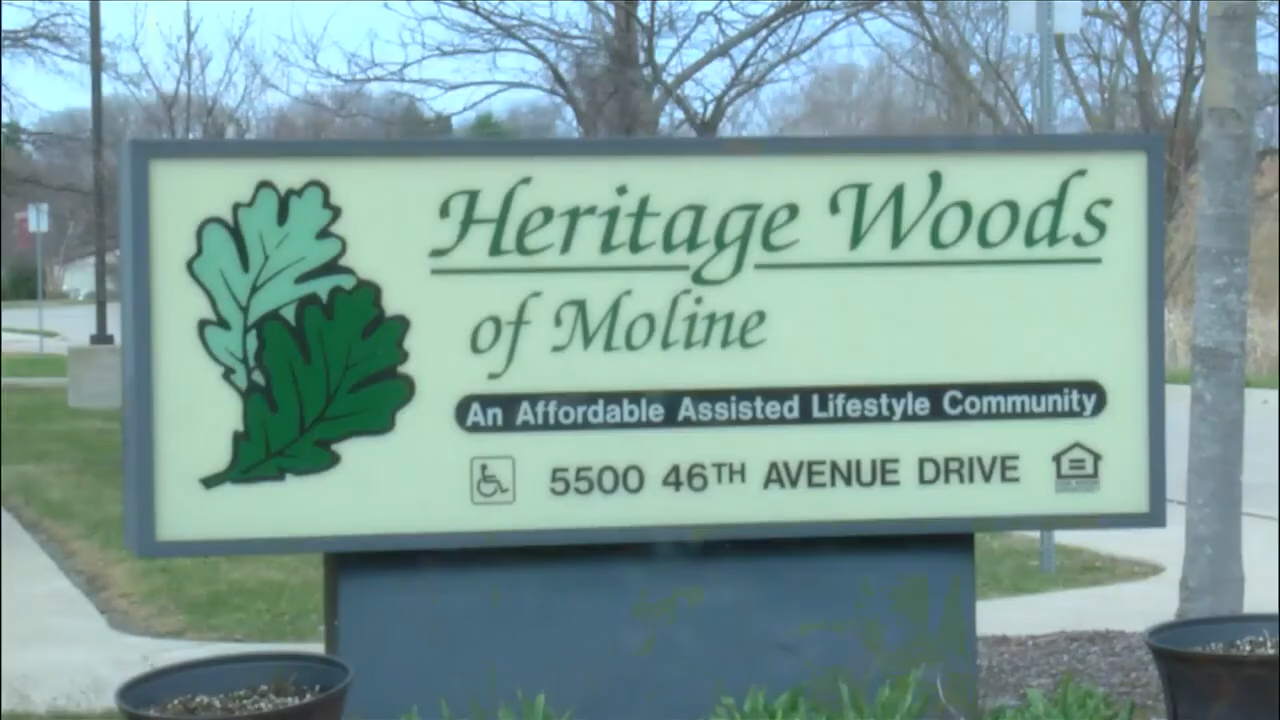 Heritage Woods
of Moline
An Affordable Assisted Lifestyle Community
5500 46TH AVENUE DRIVE